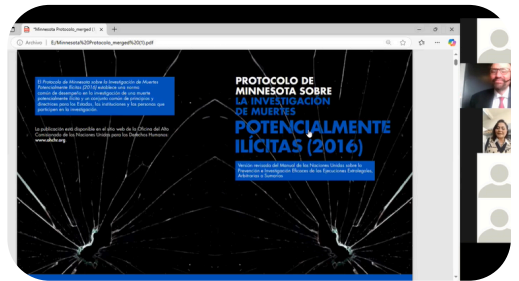 "Minnesota Protocolo_merged (1
Archivo | E:/Minnesota%20Protocolo_merged%20(1).pdf
El Protocolo de Minnesota sobre la Investigación de Muertes
Potencialmente Ilícitas (2016) establece una norma
común de desempeño en la investigación de una muerte
potencialmente ilícita y un conjunto común de principios y
directrices para los Estados, las instituciones y las personas que
participen en la investigación.
La publicación está disponible en el sitio web de la Oficina del Alto
Comisionado de las Naciones Unidas para los Derechos Humanos:
www.ohchr.org
PROTOCOLO DE
MINNESOTA SOBRE
LA INVESTIGACIÓN
DE MUERTES
POTENCIALMENTE
ILÍCITAS (2016)
Versión revisada del Manual de las Naciones Unidas sobre la
Prevención e Investigación Eficaces de las Ejecuciones Extralegales,
Arbitrarias o Sumarias